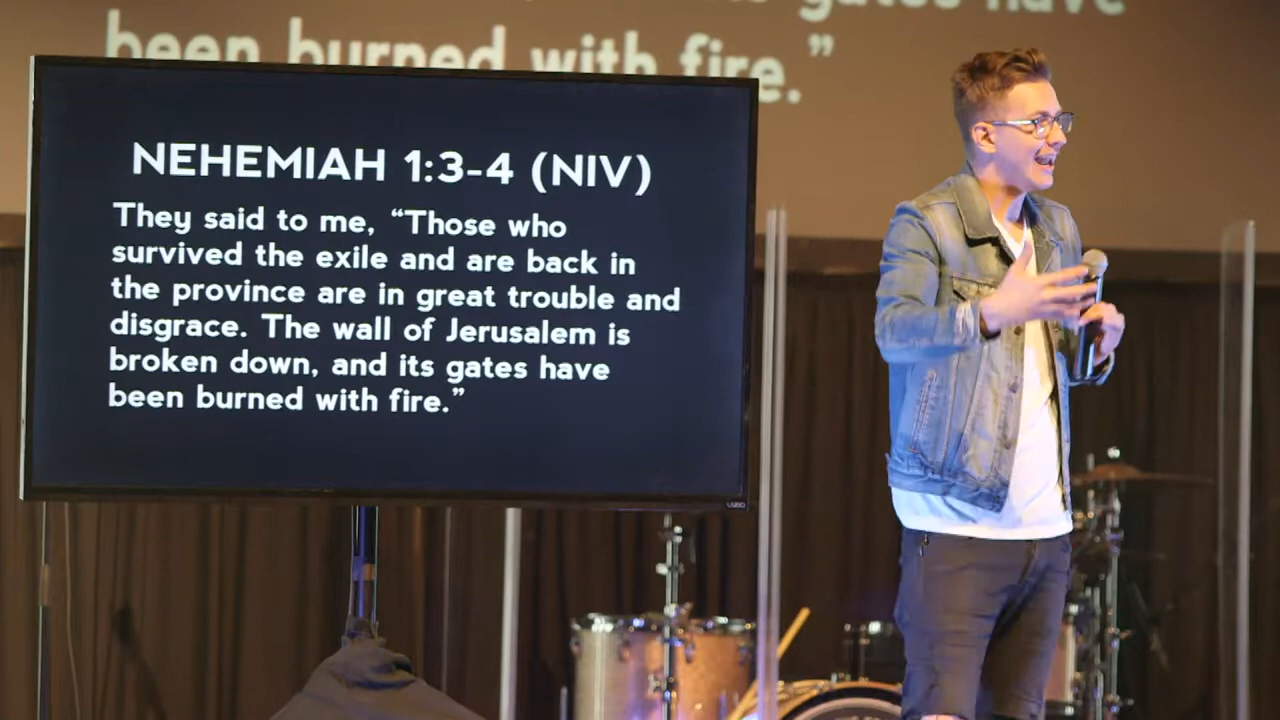 gates have
been burned with fire.”
NEHEMIAH 1:3-4 (NIV)
They said to me, “Those who
survived the exile and are back in
the province are in great trouble and
disgrace. The wall of Jerusalem is
broken down, and its gates have
been burned with fire.”